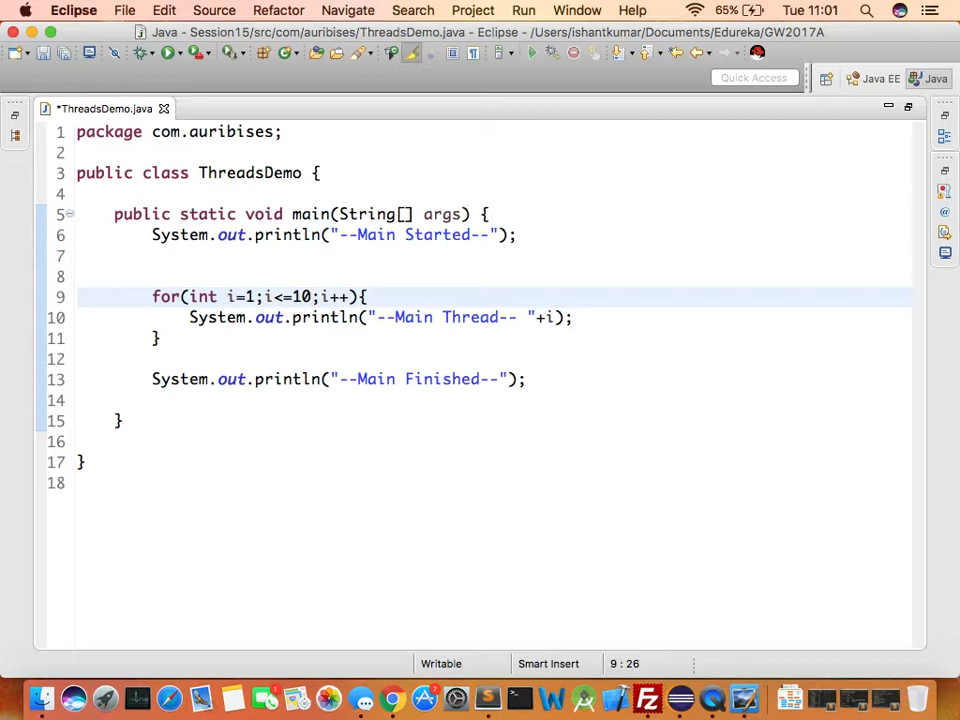 Eclipse File Edit Source Refactor Navigate Search Project Run Window Help 65% Tue 11:01
Java - Session15/src/com/auribises/ThreadsDemo.java - Eclipse - /Users/ishantkumar/Documents/Edureka/GW2017A
Quick Access Java EE Java
*ThreadsDemo.java
1 package com.auribises;
2
3 public class ThreadsDemo {
4
5 public static void main(String[] args) {
6 System.out.println("--Main Started--");
7
8
9 for(int i=1;i<=10;i++){
10 System.out.println("--Main Thread-- "+i);
11 }
12
13 System.out.println("--Main Finished--");
14
15 }
16
17 }
18
Writable Smart Insert 9 : 26